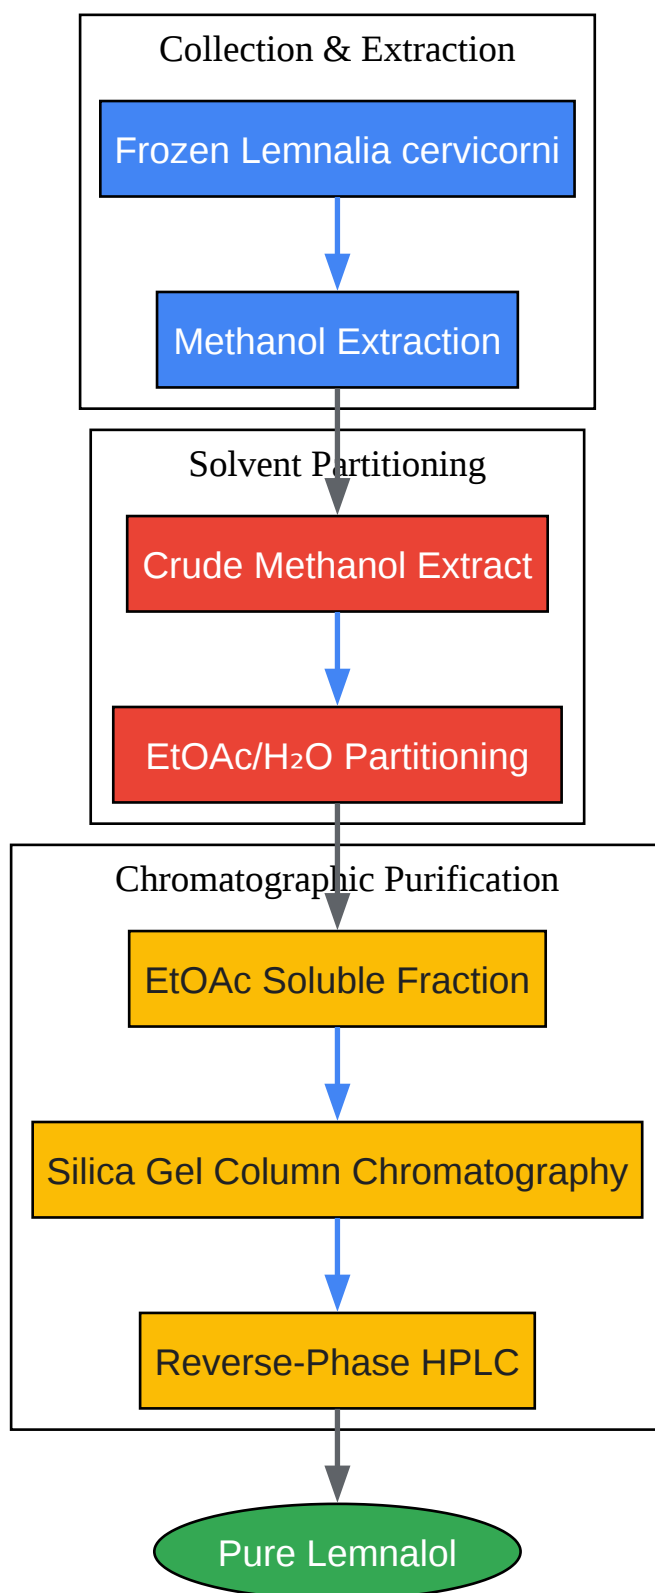 Collection & Extraction
Frozen Lemnalia cervicorni
Methanol Extraction
Solvent Partitioning
Crude Methanol Extract
EtOAc/H₂O Partitioning
Chromatographic Purification
EtOAc Soluble Fraction
Silica Gel Column Chromatography
Reverse-Phase HPLC
Pure Lemnalol